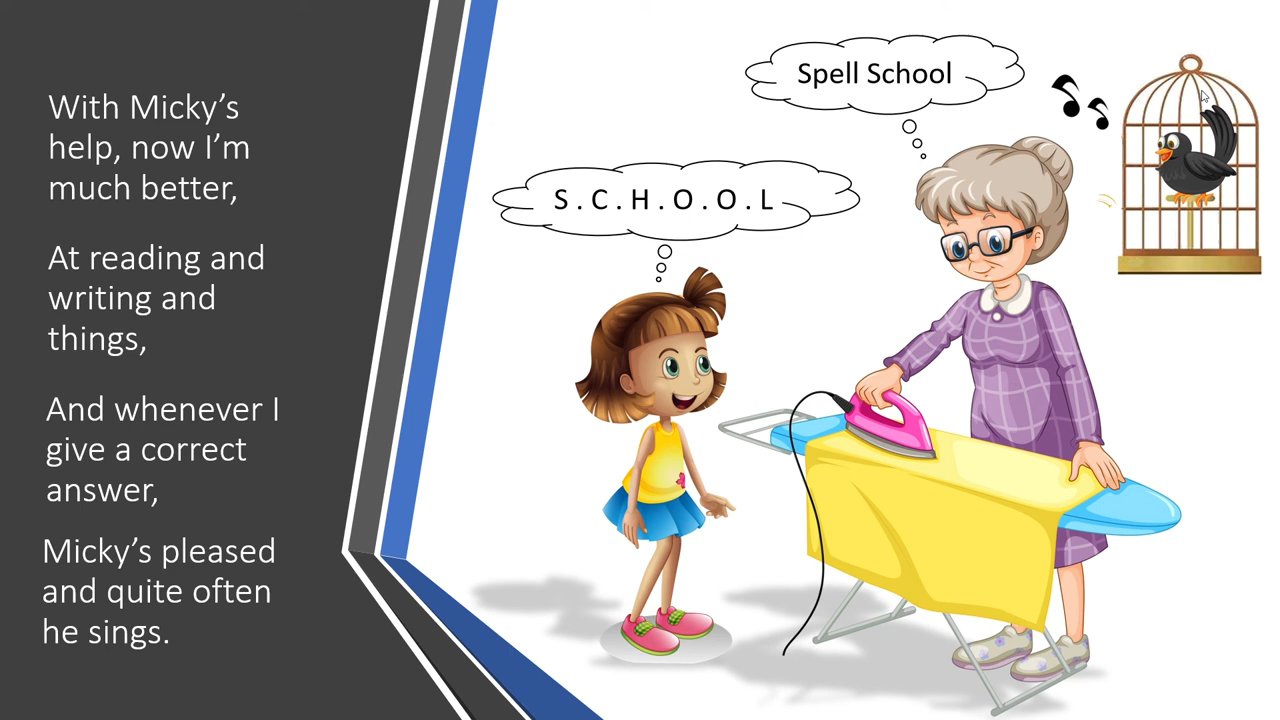 With Micky’s
help, now I’m
much better,
At reading and
writing and
things,
And whenever I
give a correct
answer,
Micky’s pleased
and quite often
he sings.
Spell School
S . C . H . O . O . L